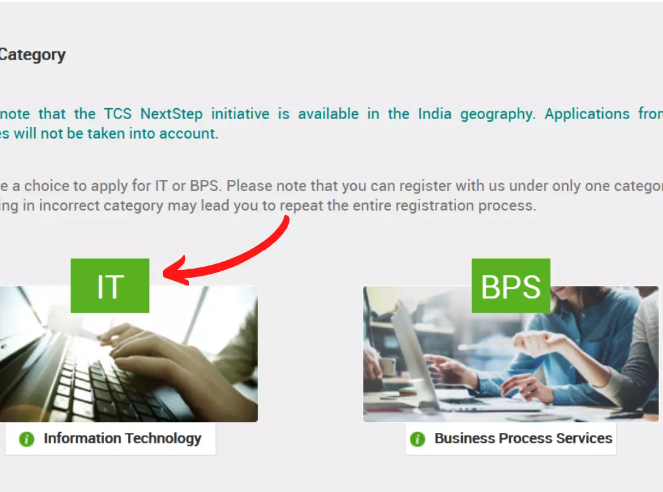 Category
note that the TCS NextStep initiative is available in the India geography. Applications from
es will not be taken into account.
e a choice to apply for IT or BPS. Please note that you can register with us under only one catego
ing in incorrect category may lead you to repeat the entire registration process.
IT
BPS
Information Technology
Business Process Services